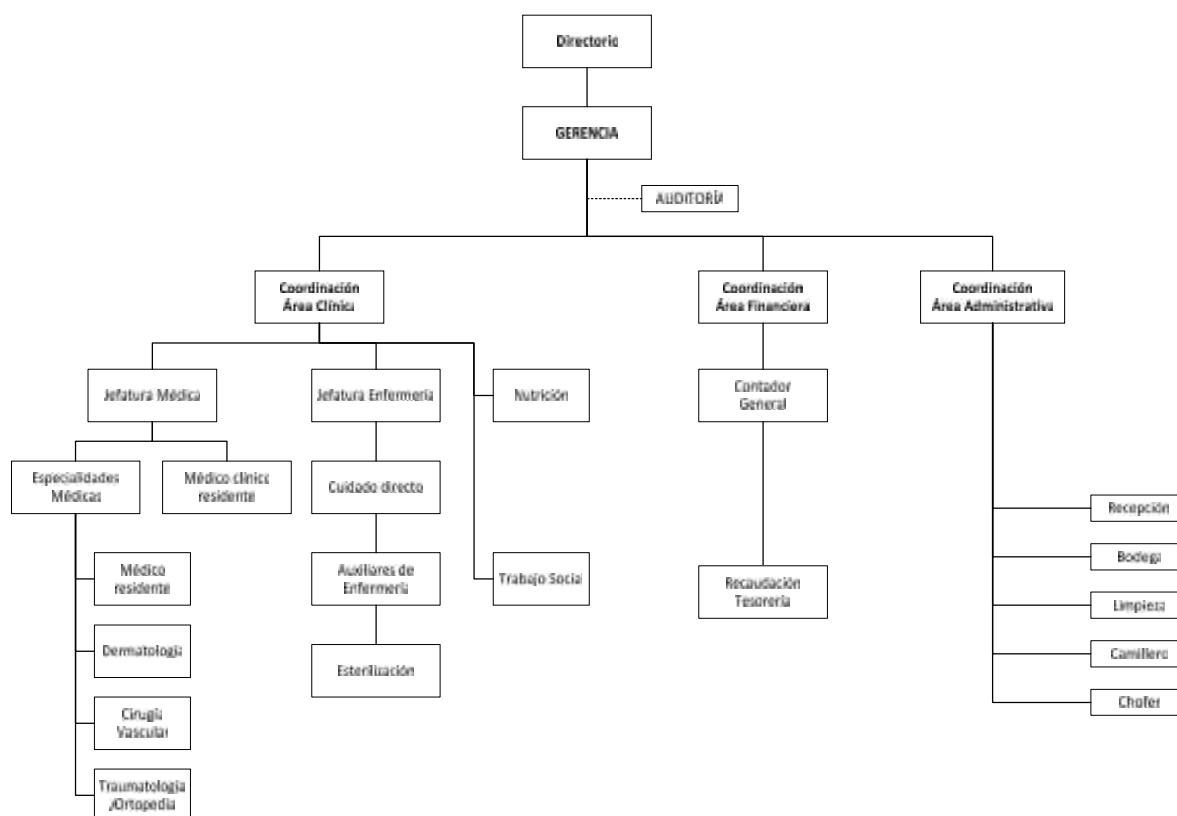 Directorio
GERENCIA
AUDITORÍA
Coordinación
Área Clínica
Coordinación
Área Financiera
Coordinación
Área Administrativa
Jefatura Médica
Jefatura Enfermería
Nutrición
Contador
General
Especialidades
Médicas
Médico clínico
residente
Cuidado directo
Recepción
Bodega
Médico
residente
Auxiliares de
Enfermería
Trabajo Social
Recaudación
Tesorería
Limpieza
Dermatología
Esterilización
Camillero
Chofer
Cirugía
Vascular
Traumatología
/Ortopedia